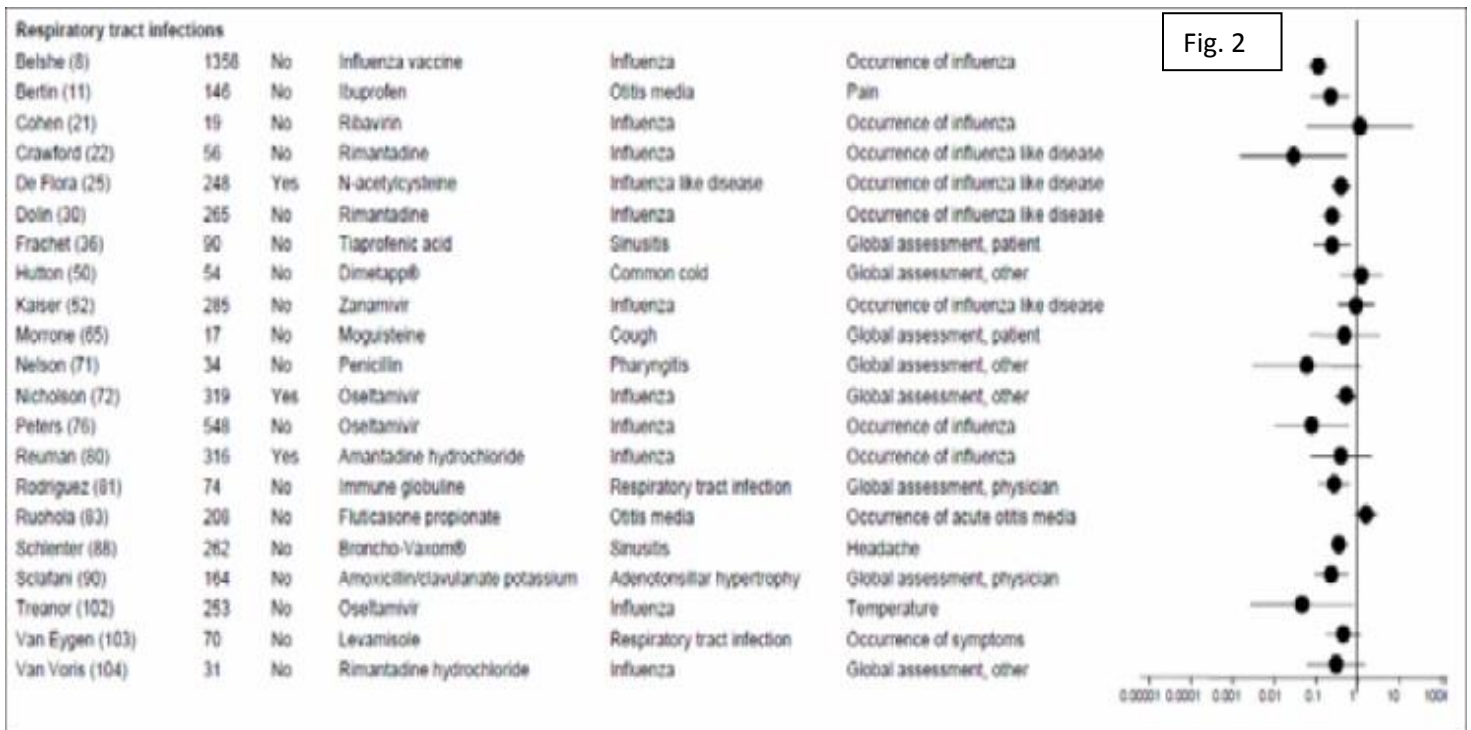 Fig. 2
Respiratory tract infections
Belshe (8) 1358 No Influenza vaccine Influenza Occurrence of influenza
Bertin (11) 146 No Ibuprofen Otitis media Pain
Cohen (21) 19 No Ribavirin Influenza Occurrence of influenza
Crawford (22) 56 No Rimantadine Influenza Occurrence of influenza like disease
De Flora (25) 248 Yes N-acetylcysteine Influenza like disease Occurrence of influenza like disease
Dolin (30) 265 No Rimantadine Influenza Occurrence of influenza like disease
Frachet (36) 90 No Tiaprofenic acid Sinusitis Global assessment, patient
Hutton (50) 54 No Dimetapp® Common cold Global assessment, other
Kaiser (52) 285 No Zanamivir Influenza Occurrence of influenza like disease
Morrone (65) 17 No Moguisteine Cough Global assessment, patient
Nelson (71) 34 No Penicillin Pharyngitis Global assessment, other
Nicholson (72) 319 Yes Oseltamivir Influenza Global assessment, other
Peters (76) 548 No Oseltamivir Influenza Occurrence of influenza
Reuman (80) 316 Yes Amantadine hydrochloride Influenza Occurrence of influenza
Rodriguez (81) 74 No Immune globuline Respiratory tract infection Global assessment, physician
Ruohola (83) 208 No Fluticasone propionate Otitis media Occurrence of acute otitis media
Schlenter (88) 262 No Broncho-Vaxom® Sinusitis Headache
Sclafani (90) 164 No Amoxicillin/clavulanate potassium Adenotonsillar hypertrophy Global assessment, physician
Treanor (102) 253 No Oseltamivir Influenza Temperature
Van Eygen (103) 70 No Levamisole Respiratory tract infection Occurrence of symptoms
Van Voris (104) 31 No Rimantadine hydrochloride Influenza Global assessment, other
0.00001 0.0001 0.001 0.01 0.1 1 10